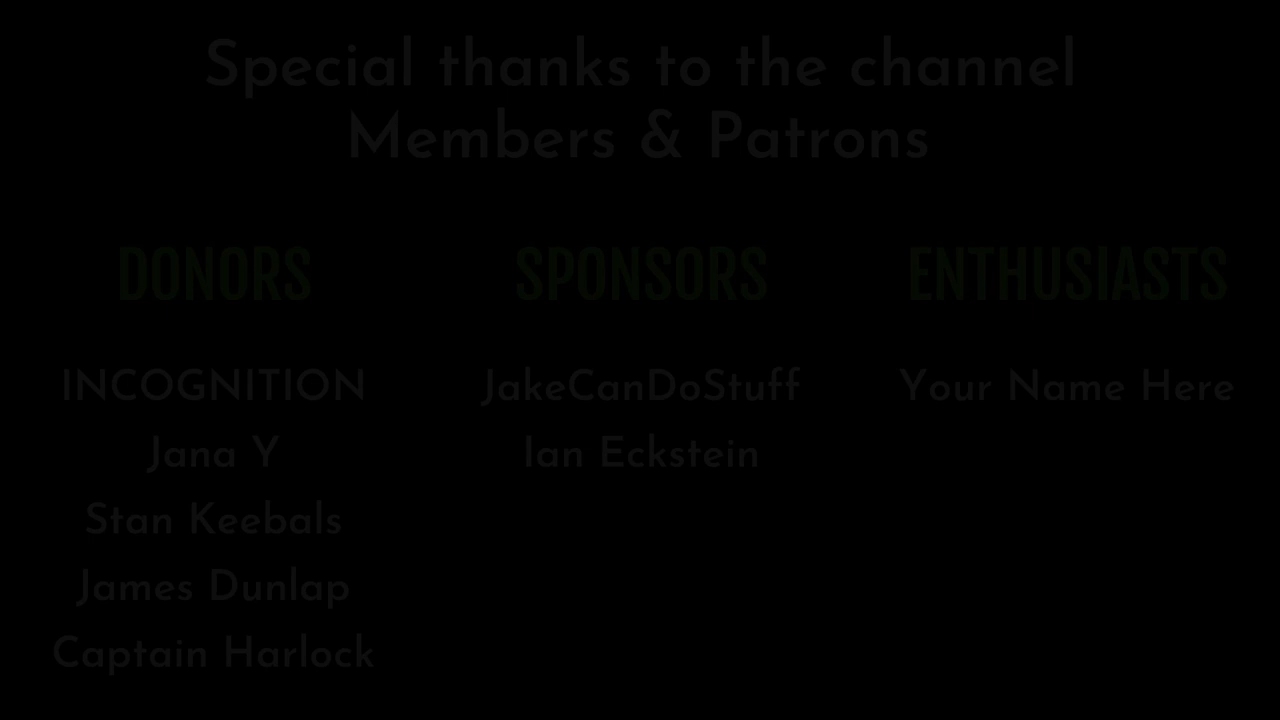 Special thanks to the channel
Members & Patrons
DONORS
INCOGNITION
Jana Y
Stan Keebals
James Dunlap
Captain Harlock
SPONSORS
JakeCanDoStuff
Ian Eckstein
ENTHUSIASTS
Your Name Here